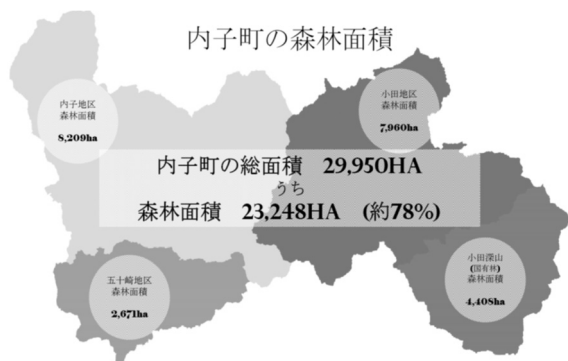 内子町の森林面積
内子地区
森林面積
8,209ha
小田地区
森林面積
7,960ha
内子町の総面積 29,950HA
うち
森林面積 23,248HA (約78%)
五十崎地区
森林面積
2,671ha
小田深山
(国有林)
森林面積
4,408ha